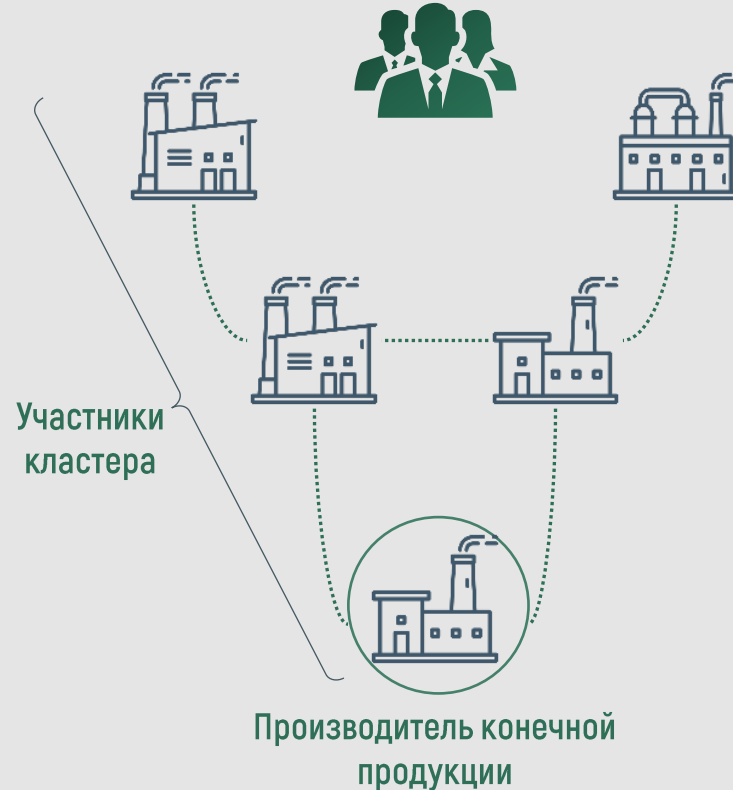 Участники
кластера
Производитель конечной
продукции